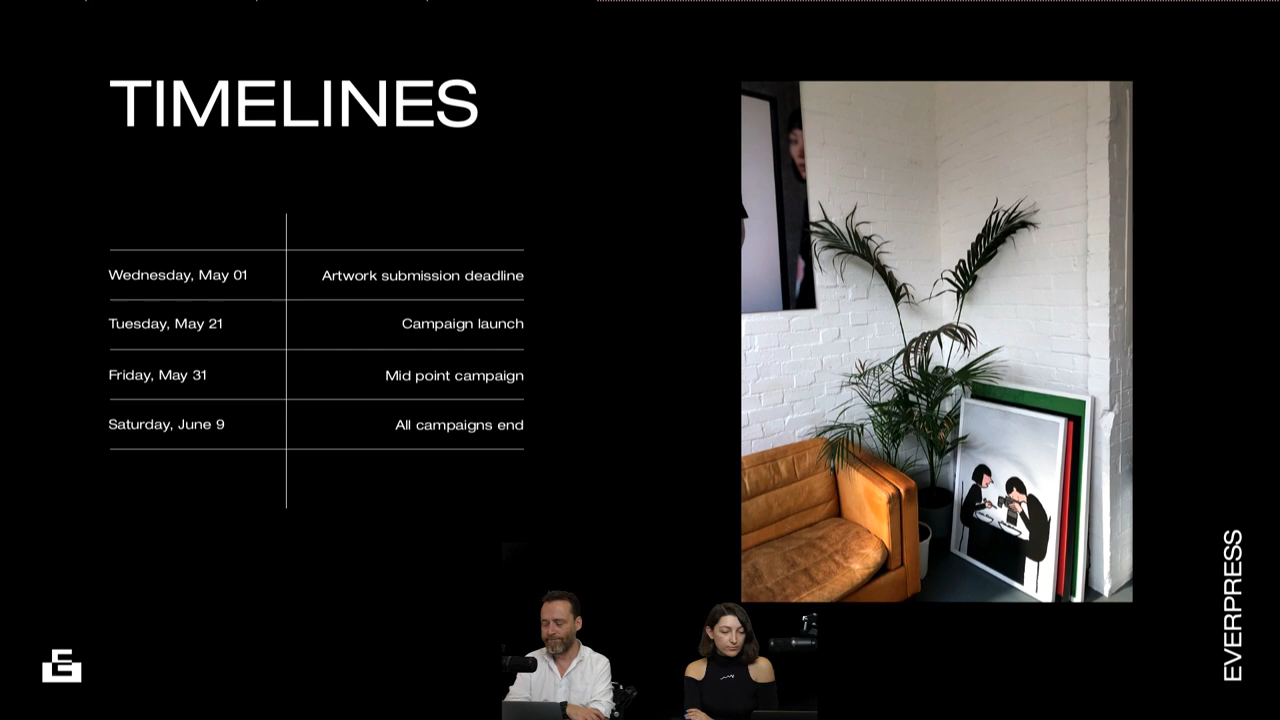 TIMELINES
Wednesday, May 01 Artwork submission deadline
Tuesday, May 21 Campaign launch
Friday, May 31 Mid point campaign
Saturday, June 9 All campaigns end
EVERPRESS